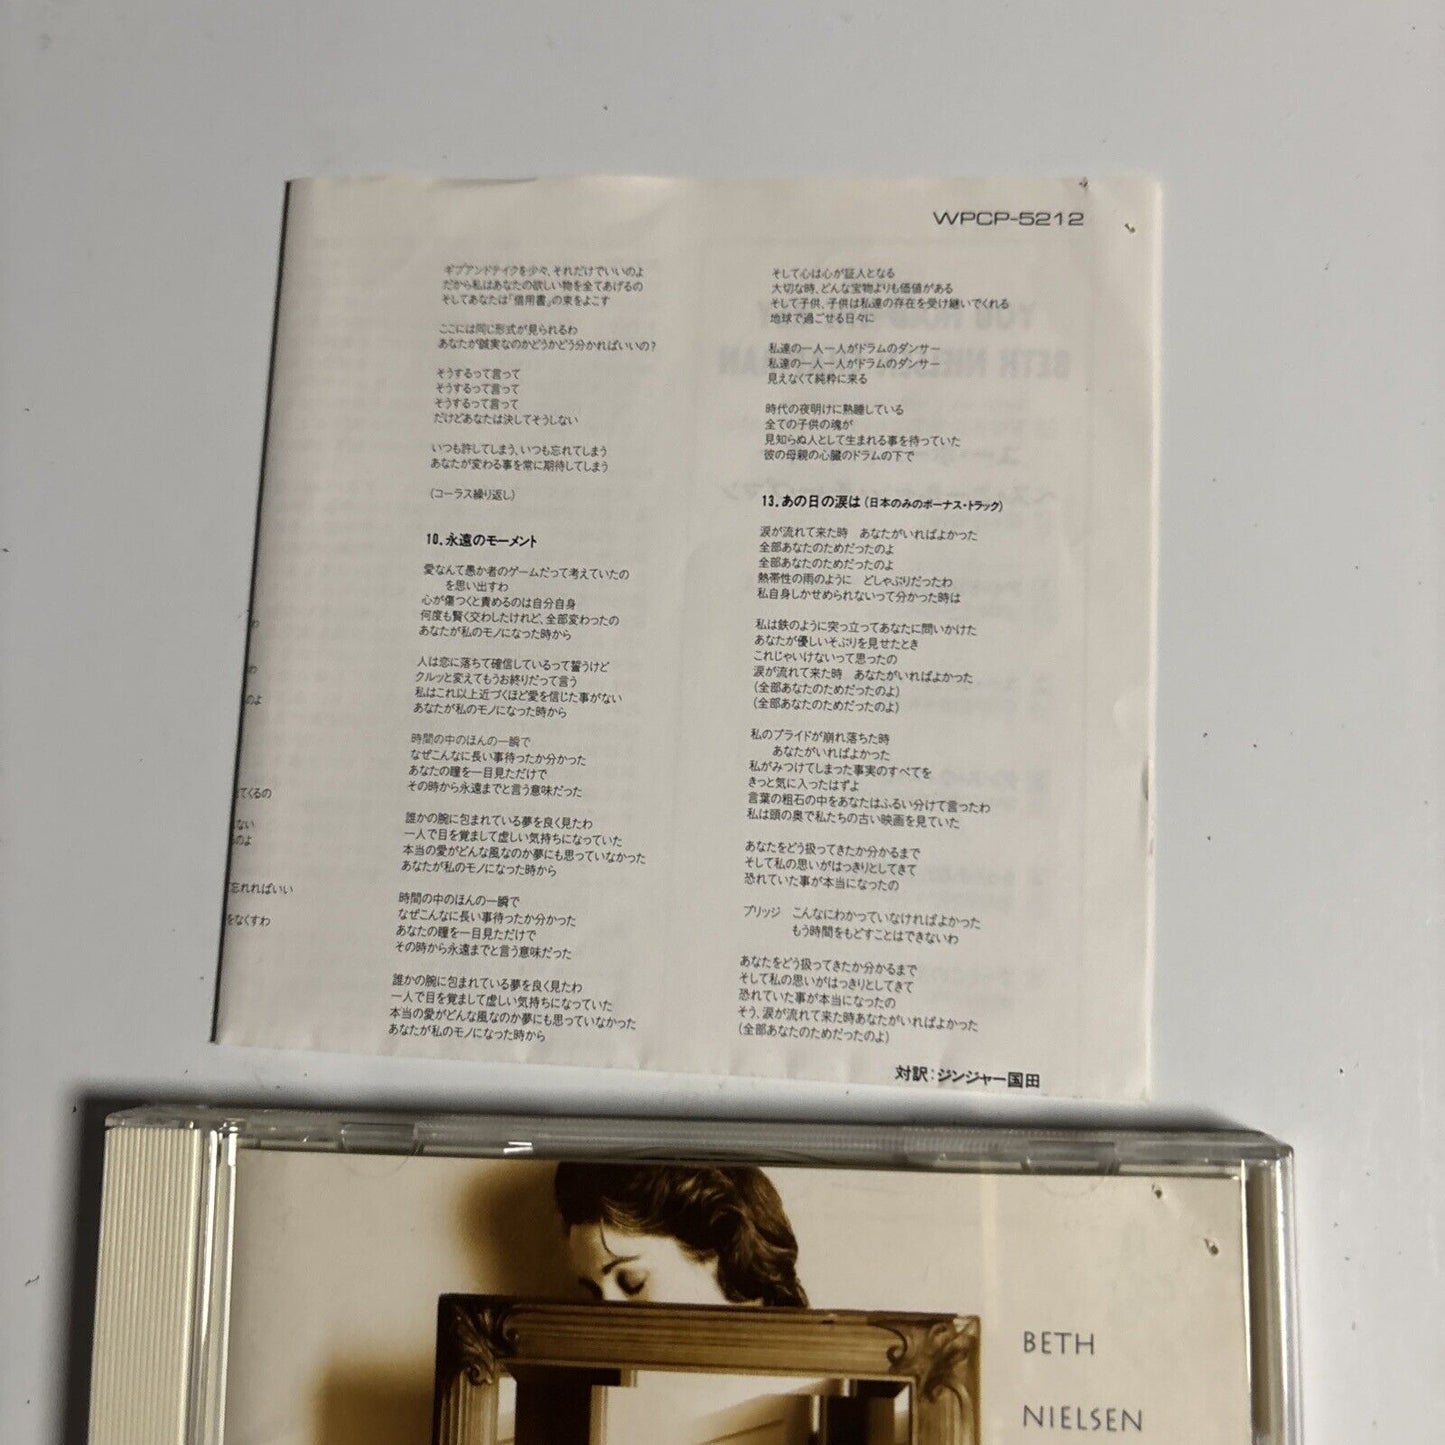 WPCP-5212
わ
わ
のよ
てくるの
ない
のよ
忘れればいい
をなくすわ
ギブアンドテイクを少々、それだけでいいのよ
だから私はあなたの欲しい物を全てあげるの
そしてあなたは「借用書」の束をよこす
ここには同じ形式が見られるわ
あなたが誠実なのかどうかどう分かればいいの?
そうするって言って
そうするって言って
そうするって言って
だけどあなたは決してそうしない
いつも許してしまう、いつも忘れてしまう
あなたが変わる事を常に期待してしまう
(コーラス繰り返し)
10.永遠のモーメント
愛なんて愚か者のゲームだって考えていたの
を思い出すわ
心が傷つくと責めるのは自分自身
何度も賢く交わしたけれど、全部変わったの
あなたが私のモノになった時から
人は恋に落ちて確信しているって誓うけど
クルッと変えてもうお終りだって言う
私はこれ以上近づくほど愛を信じた事がない
あなたが私のモノになった時から
時間の中のほんの一瞬で
なぜこんなに長い事待ったか分かった
あなたの瞳を一目見ただけで
その時から永遠までと言う意味だった
誰かの腕に包まれている夢を良く見たわ
一人で目を覚まして虚しい気持ちになっていた
本当の愛がどんな風なのか夢にも思っていなかった
あなたが私のモノになった時から
時間の中のほんの一瞬で
なぜこんなに長い事待ったか分かった
あなたの瞳を一目見ただけで
その時から永遠までと言う意味だった
誰かの腕に包まれている夢を良く見たわ
一人で目を覚まして虚しい気持ちになっていた
本当の愛がどんな風なのか夢にも思っていなかった
あなたが私のモノになった時から
そして心は心が証人となる
大切な時、どんな宝物よりも価値がある
そして子供、子供は私達の存在を受け継いでくれる
地球で過ごせる日々に
私達の一人一人がドラムのダンサー
私達の一人一人がドラムのダンサー
見えなくて純粋に来る
時代の夜明けに熟睡している
全ての子供の魂が
見知らぬ人として生まれる事を待っていた
彼の母親の心臓のドラムの下で
13.あの日の涙は(日本のみのボーナス・トラック)
涙が流れて来た時 あなたがいればよかった
全部あなたのためだったのよ
全部あなたのためだったのよ
熱帯性の雨のように どしゃぶりだったわ
私自身しかせめられないって分かった時は
私は鉄のように突っ立ってあなたに問いかけた
あなたが優しいそぶりを見せたとき
これじゃいけないって思ったの
涙が流れて来た時 あなたがいればよかった
(全部あなたのためだったのよ)
(全部あなたのためだったのよ)
私のプライドが崩れ落ちた時
あなたがいればよかった
私がみつけてしまった事実のすべてを
きっと気に入ったはずよ
言葉の粗石の中をあなたはふるい分けて言ったわ
私は頭の奥で私たちの古い映画を見ていた
あなたをどう扱ってきたか分かるまで
そして私の思いがはっきりとしてきて
恐れていた事が本当になったの
ブリッジ こんなにわかっていなければよかった
もう時間をもどすことはできないわ
あなたをどう扱ってきたか分かるまで
そして私の思いがはっきりとしてきて
恐れていた事が本当になったの
そう、涙が流れて来た時あなたがいればよかった
(全部あなたのためだったのよ)
対訳:ジンジャー国田
BETH
NIELSEN